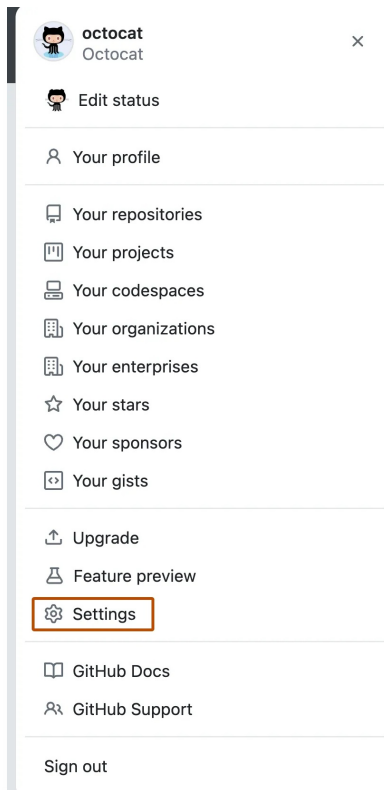 octocat
Octocat
Edit status
Your profile
Your repositories
Your projects
Your codespaces
Your organizations
Your enterprises
Your stars
Your sponsors
Your gists
Upgrade
Feature preview
Settings
GitHub Docs
GitHub Support
Sign out